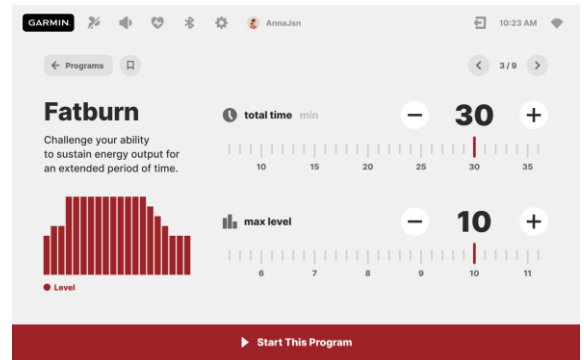 GARMIN.
AnnaJsn
10:23 AM
Programs
3/9
Fatburn
Challenge your ability
to sustain energy output for
an extended period of time.
Level
total time min
30
10 15 20 25 30 35
max level
10
6 7 8 9 10 11
Start This Program